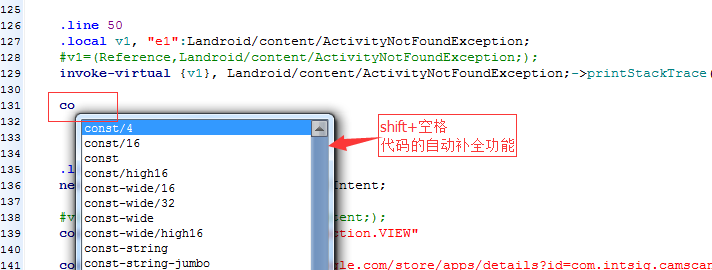 125
126 .line 50
127 .local v1, "e1":Landroid/content/ActivityNotFoundException;
128 #v1=(Reference,Landroid/content/ActivityNotFoundException;);
129 invoke-virtual {v1}, Landroid/content/ActivityNotFoundException;->printStackTrace(
130
131 co
132
const/4
const/16
const
const/high16
const-wide/16
const-wide/32
const-wide
const-wide/high16
const-string
const-string-jumbo
shift+空格
代码的自动补全功能
133
134
135 .l
136 ne ntent;
137
138 #v tent;);
139 co ction.VIEW"
140
141 co gle.com/store/apps/details?id=com.intsig.camscan